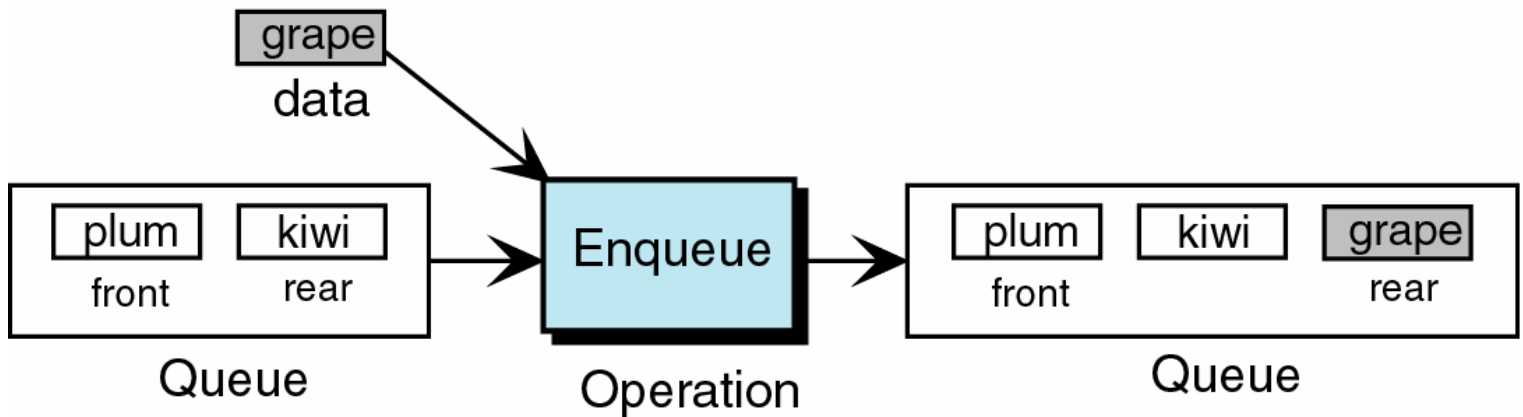 grape
data
plum kiwi
front rear
Queue
Enqueue
Operation
plum kiwi grape
front rear
Queue